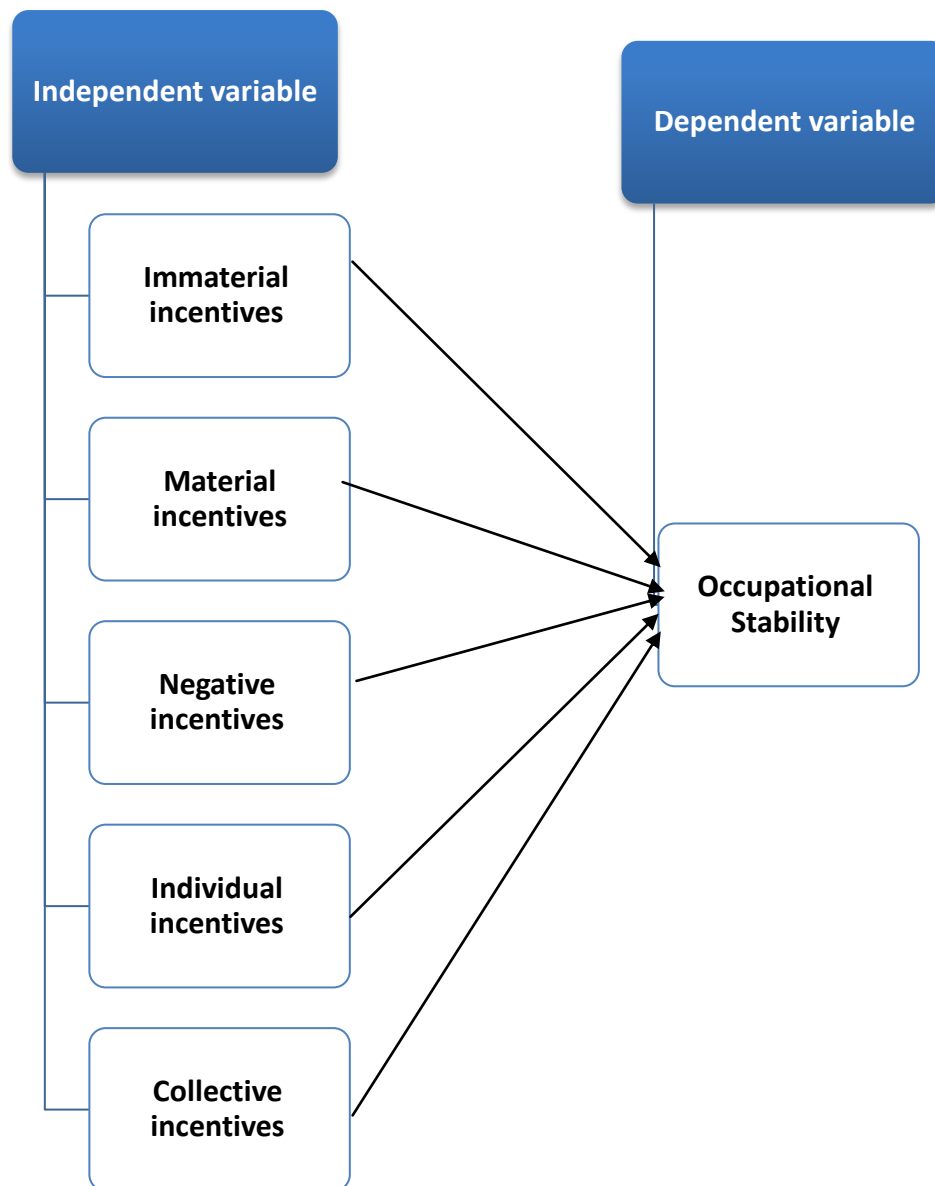 Independent variable
Dependent variable
Immaterial
incentives
Material
incentives
Negative
incentives
Individual
incentives
Collective
incentives
Occupational
Stability